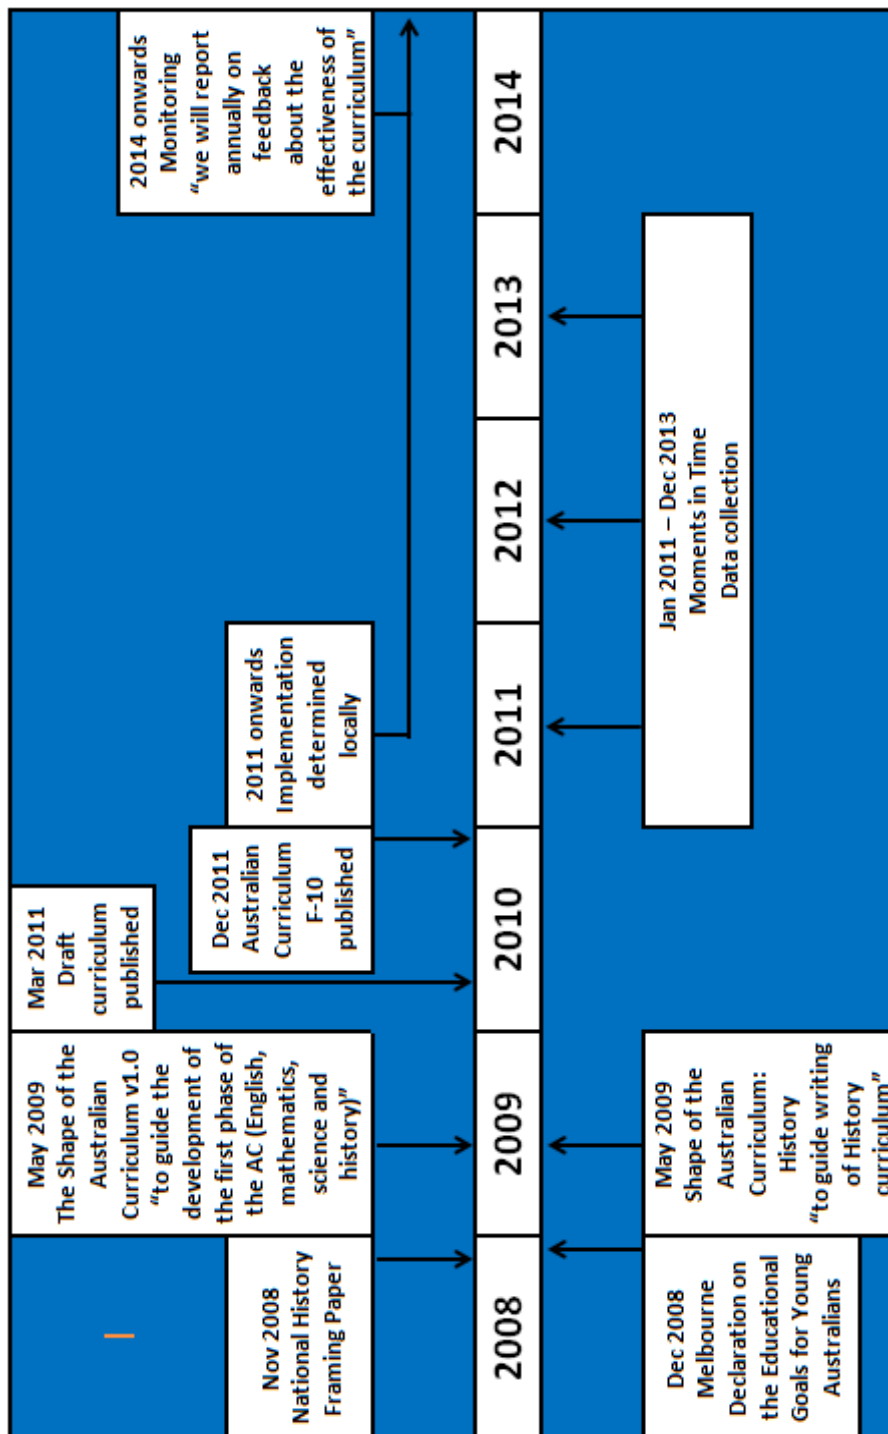 Nov 2008
National History
Framing Paper
May 2009
The Shape of the
Australian
Curriculum v1.0
“to guide the
development of
the first phase of
the AC (English,
mathematics,
science and
history)”
Mar 2011
Draft
curriculum
published
Dec 2011
Australian
Curriculum
F-10
published
2011 onwards
Implementation
determined
locally
2014 onwards
Monitoring
“we will report
annually on
feedback
about the
effectiveness of
the curriculum”
2008
2009
2010
2011
2012
2013
2014
Dec 2008
Melbourne
Declaration on
the Educational
Goals for Young
Australians
May 2009
Shape of the
Australian
Curriculum:
History
“to guide writing
of History
curriculum”
Jan 2011 – Dec 2013
Moments in Time
Data collection